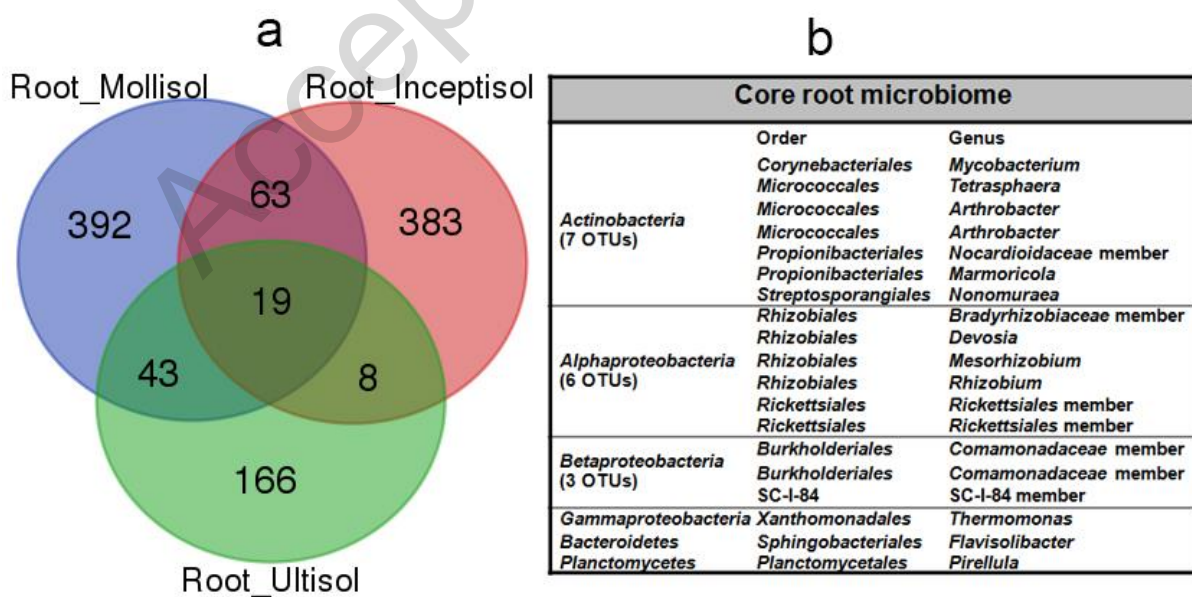 a
Root_Mollisol
Root_Inceptisol
392
63
383
19
43
8
166
Root_Ultisol
b
Core root microbiome
Order Genus
Actinobacteria
(7 OTUs)
Corynebacteriales Mycobacterium
Micrococcales Tetrasphaera
Micrococcales Arthrobacter
Micrococcales Arthrobacter
Propionibacteriales Nocardioidaceae member
Propionibacteriales Marmoricola
Streptosporangiales Nonomuraea
Alphaproteobacteria
(6 OTUs)
Rhizobiales Bradyrhizobiaceae member
Rhizobiales Devosia
Rhizobiales Mesorhizobium
Rhizobiales Rhizobium
Rickettsiales Rickettsiales member
Rickettsiales Rickettsiales member
Betaproteobacteria
(3 OTUs)
Burkholderiales Comamonadaceae member
Burkholderiales Comamonadaceae member
SC-I-84 SC-I-84 member
Gammaproteobacteria Xanthomonadales Thermomonas
Bacteroidetes Sphingobacteriales Flavisolibacter
Planctomycetes Planctomycetales Pirellula
Accep